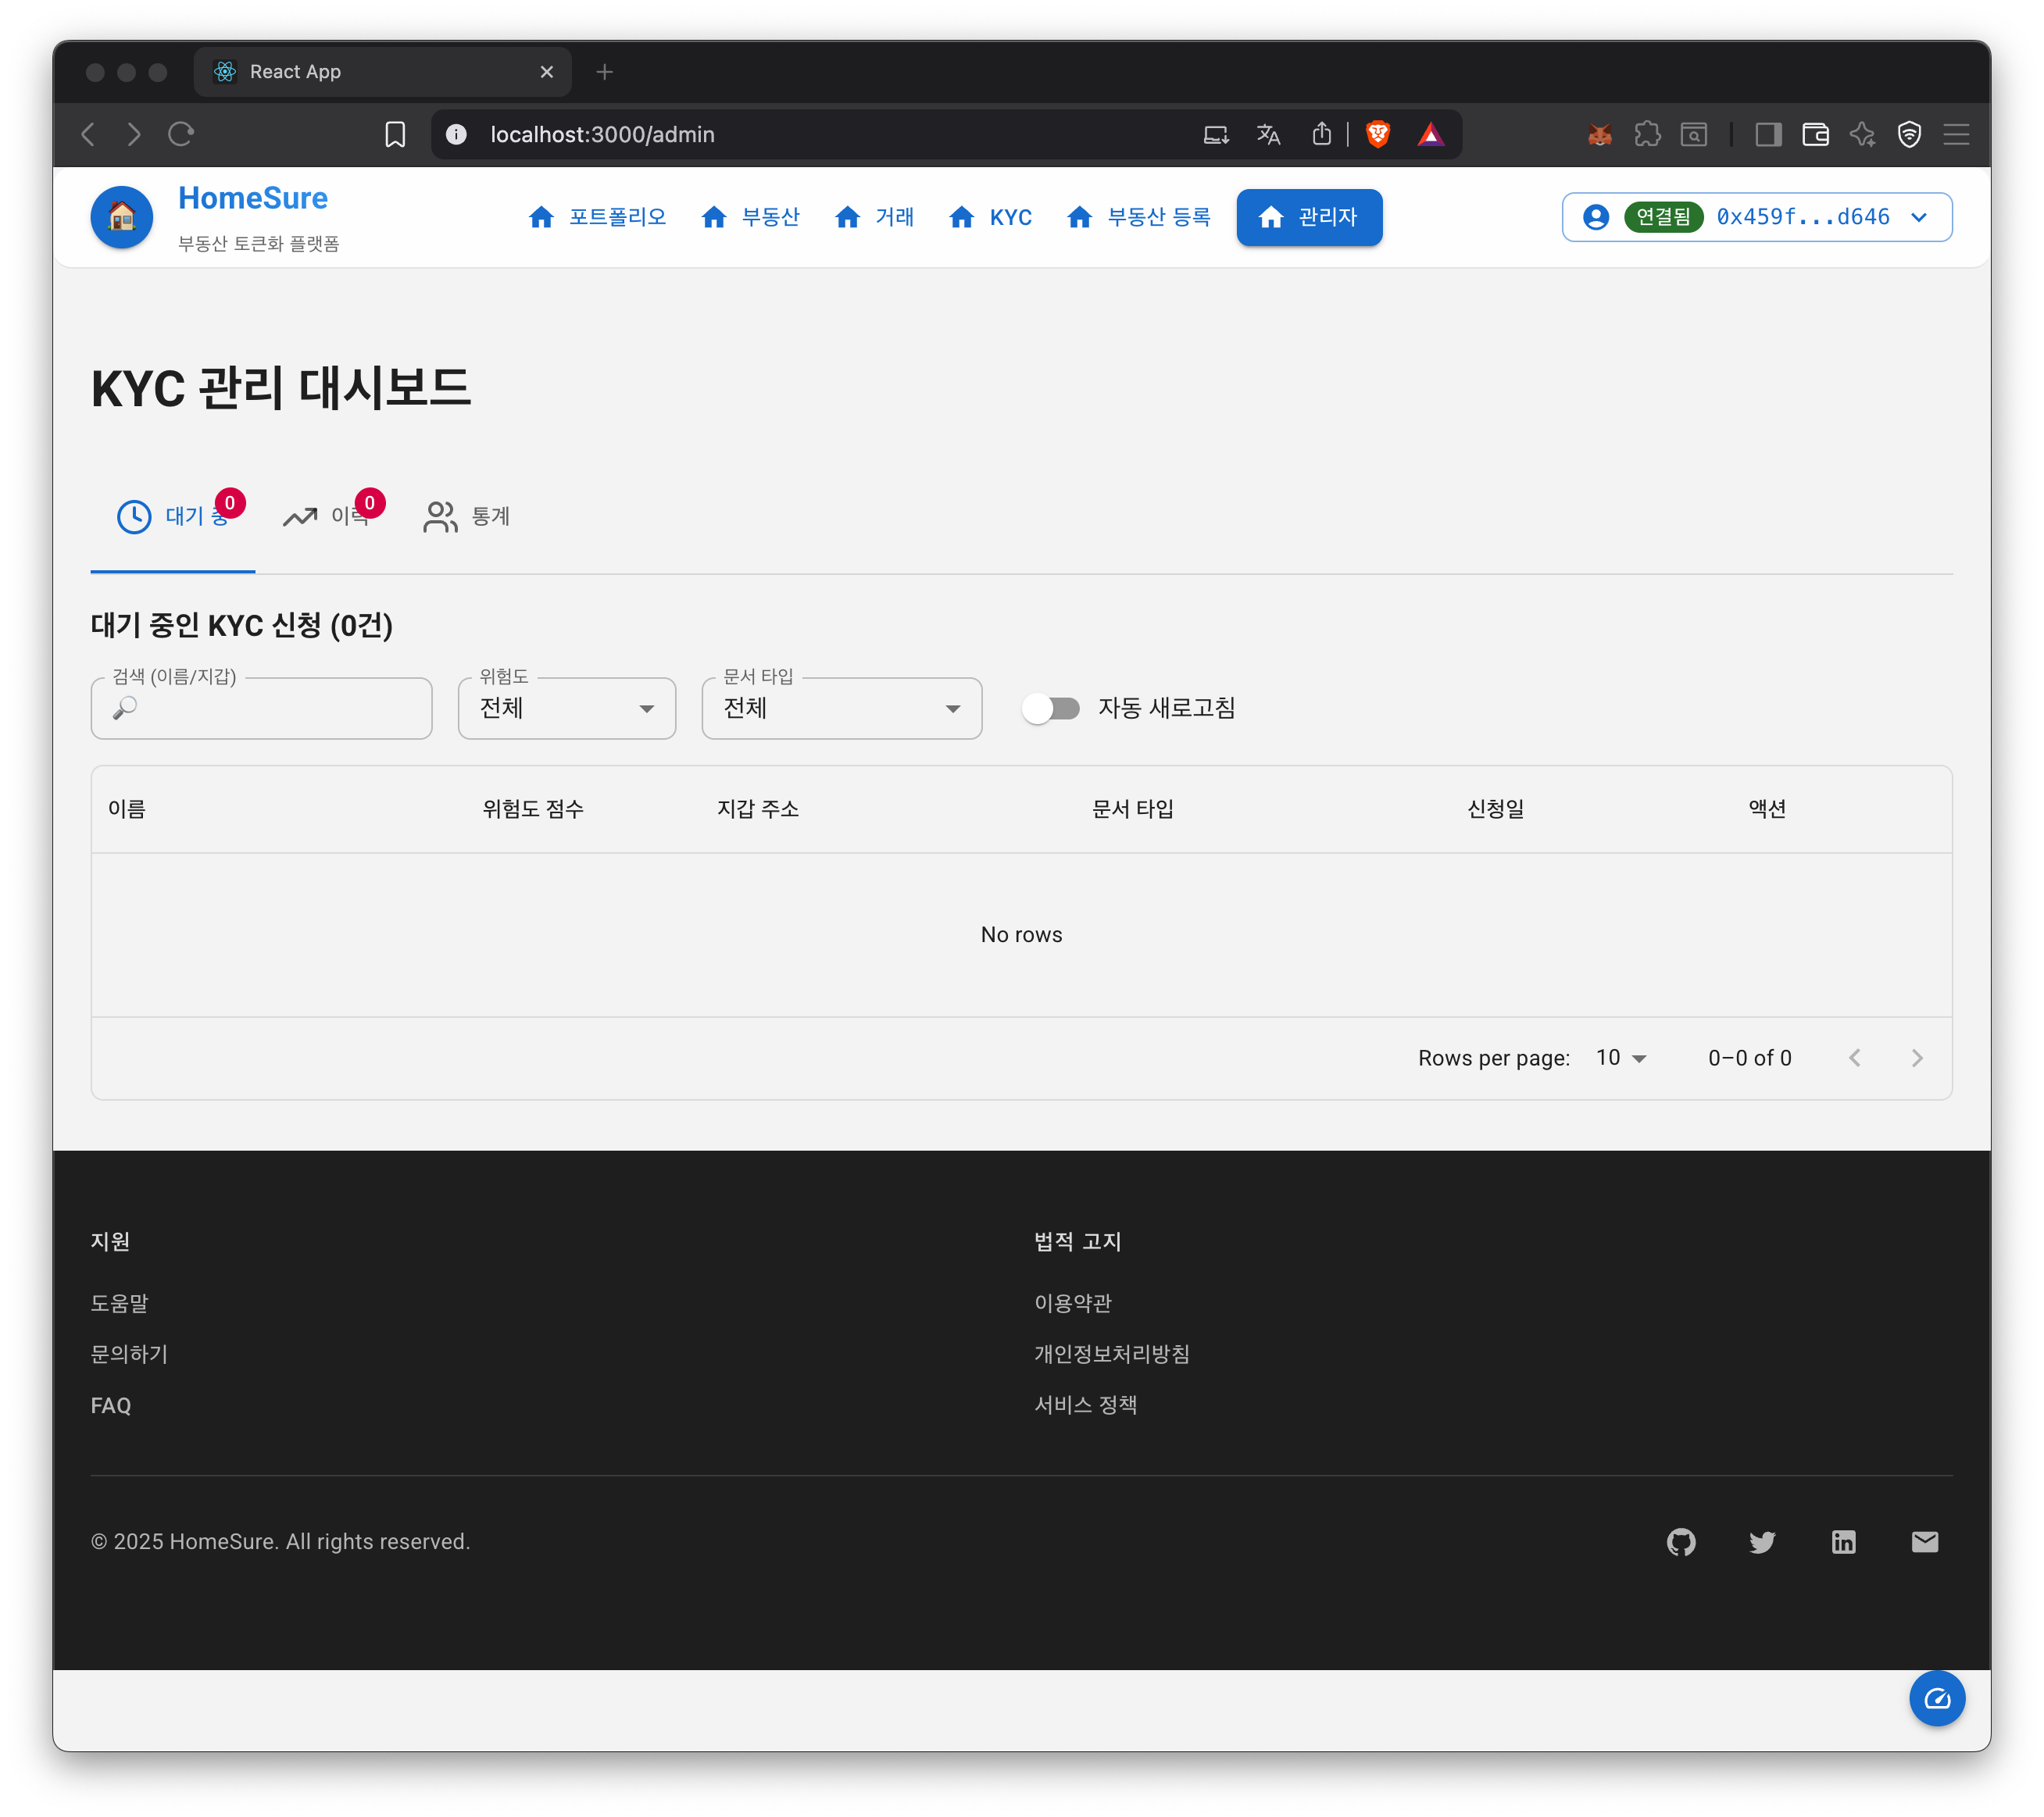 React App
localhost:3000/admin
HomeSure
부동산 토큰화 플랫폼
포트폴리오
부동산
거래
KYC
부동산 등록
관리자
연결됨
0x459f...d646
KYC 관리 대시보드
대기 중
0
이력
0
통계
대기 중인 KYC 신청 (0건)
검색 (이름/지갑)
위험도
전체
문서 타입
전체
자동 새로고침
이름 위험도 점수 지갑 주소 문서 타입 신청일 액션
No rows
Rows per page: 10 0–0 of 0
지원
도움말
문의하기
FAQ
법적 고지
이용약관
개인정보처리방침
서비스 정책
© 2025 HomeSure. All rights reserved.